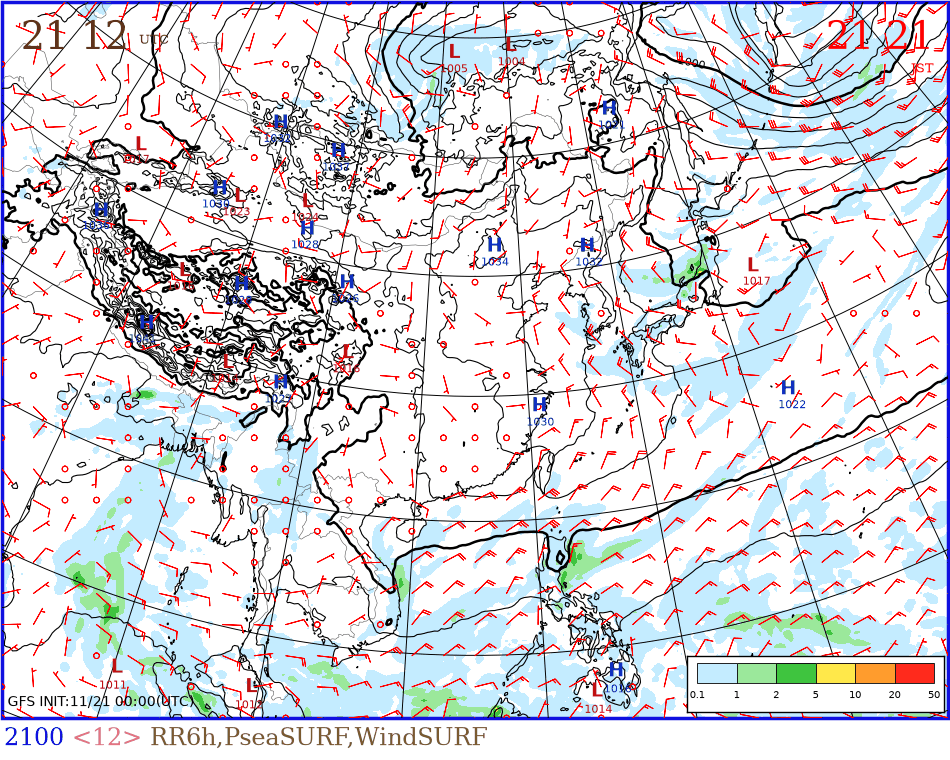 21 12 UTC
21 21
JST
L
1005
L
1004
1000
H
H
H
L
H
1030
L
1023
L
1024
H
1028
H
H
1034
H
1032
L
1017
L
H
H
H
L
L
H
H
1030
H
1022
L
1011
L
H
L
1014
GFS INIT:11/21 00:00(UTC)
0.1 1 2 5 10 20 50
2100 <12> RR6h,PseaSURF,WindSURF